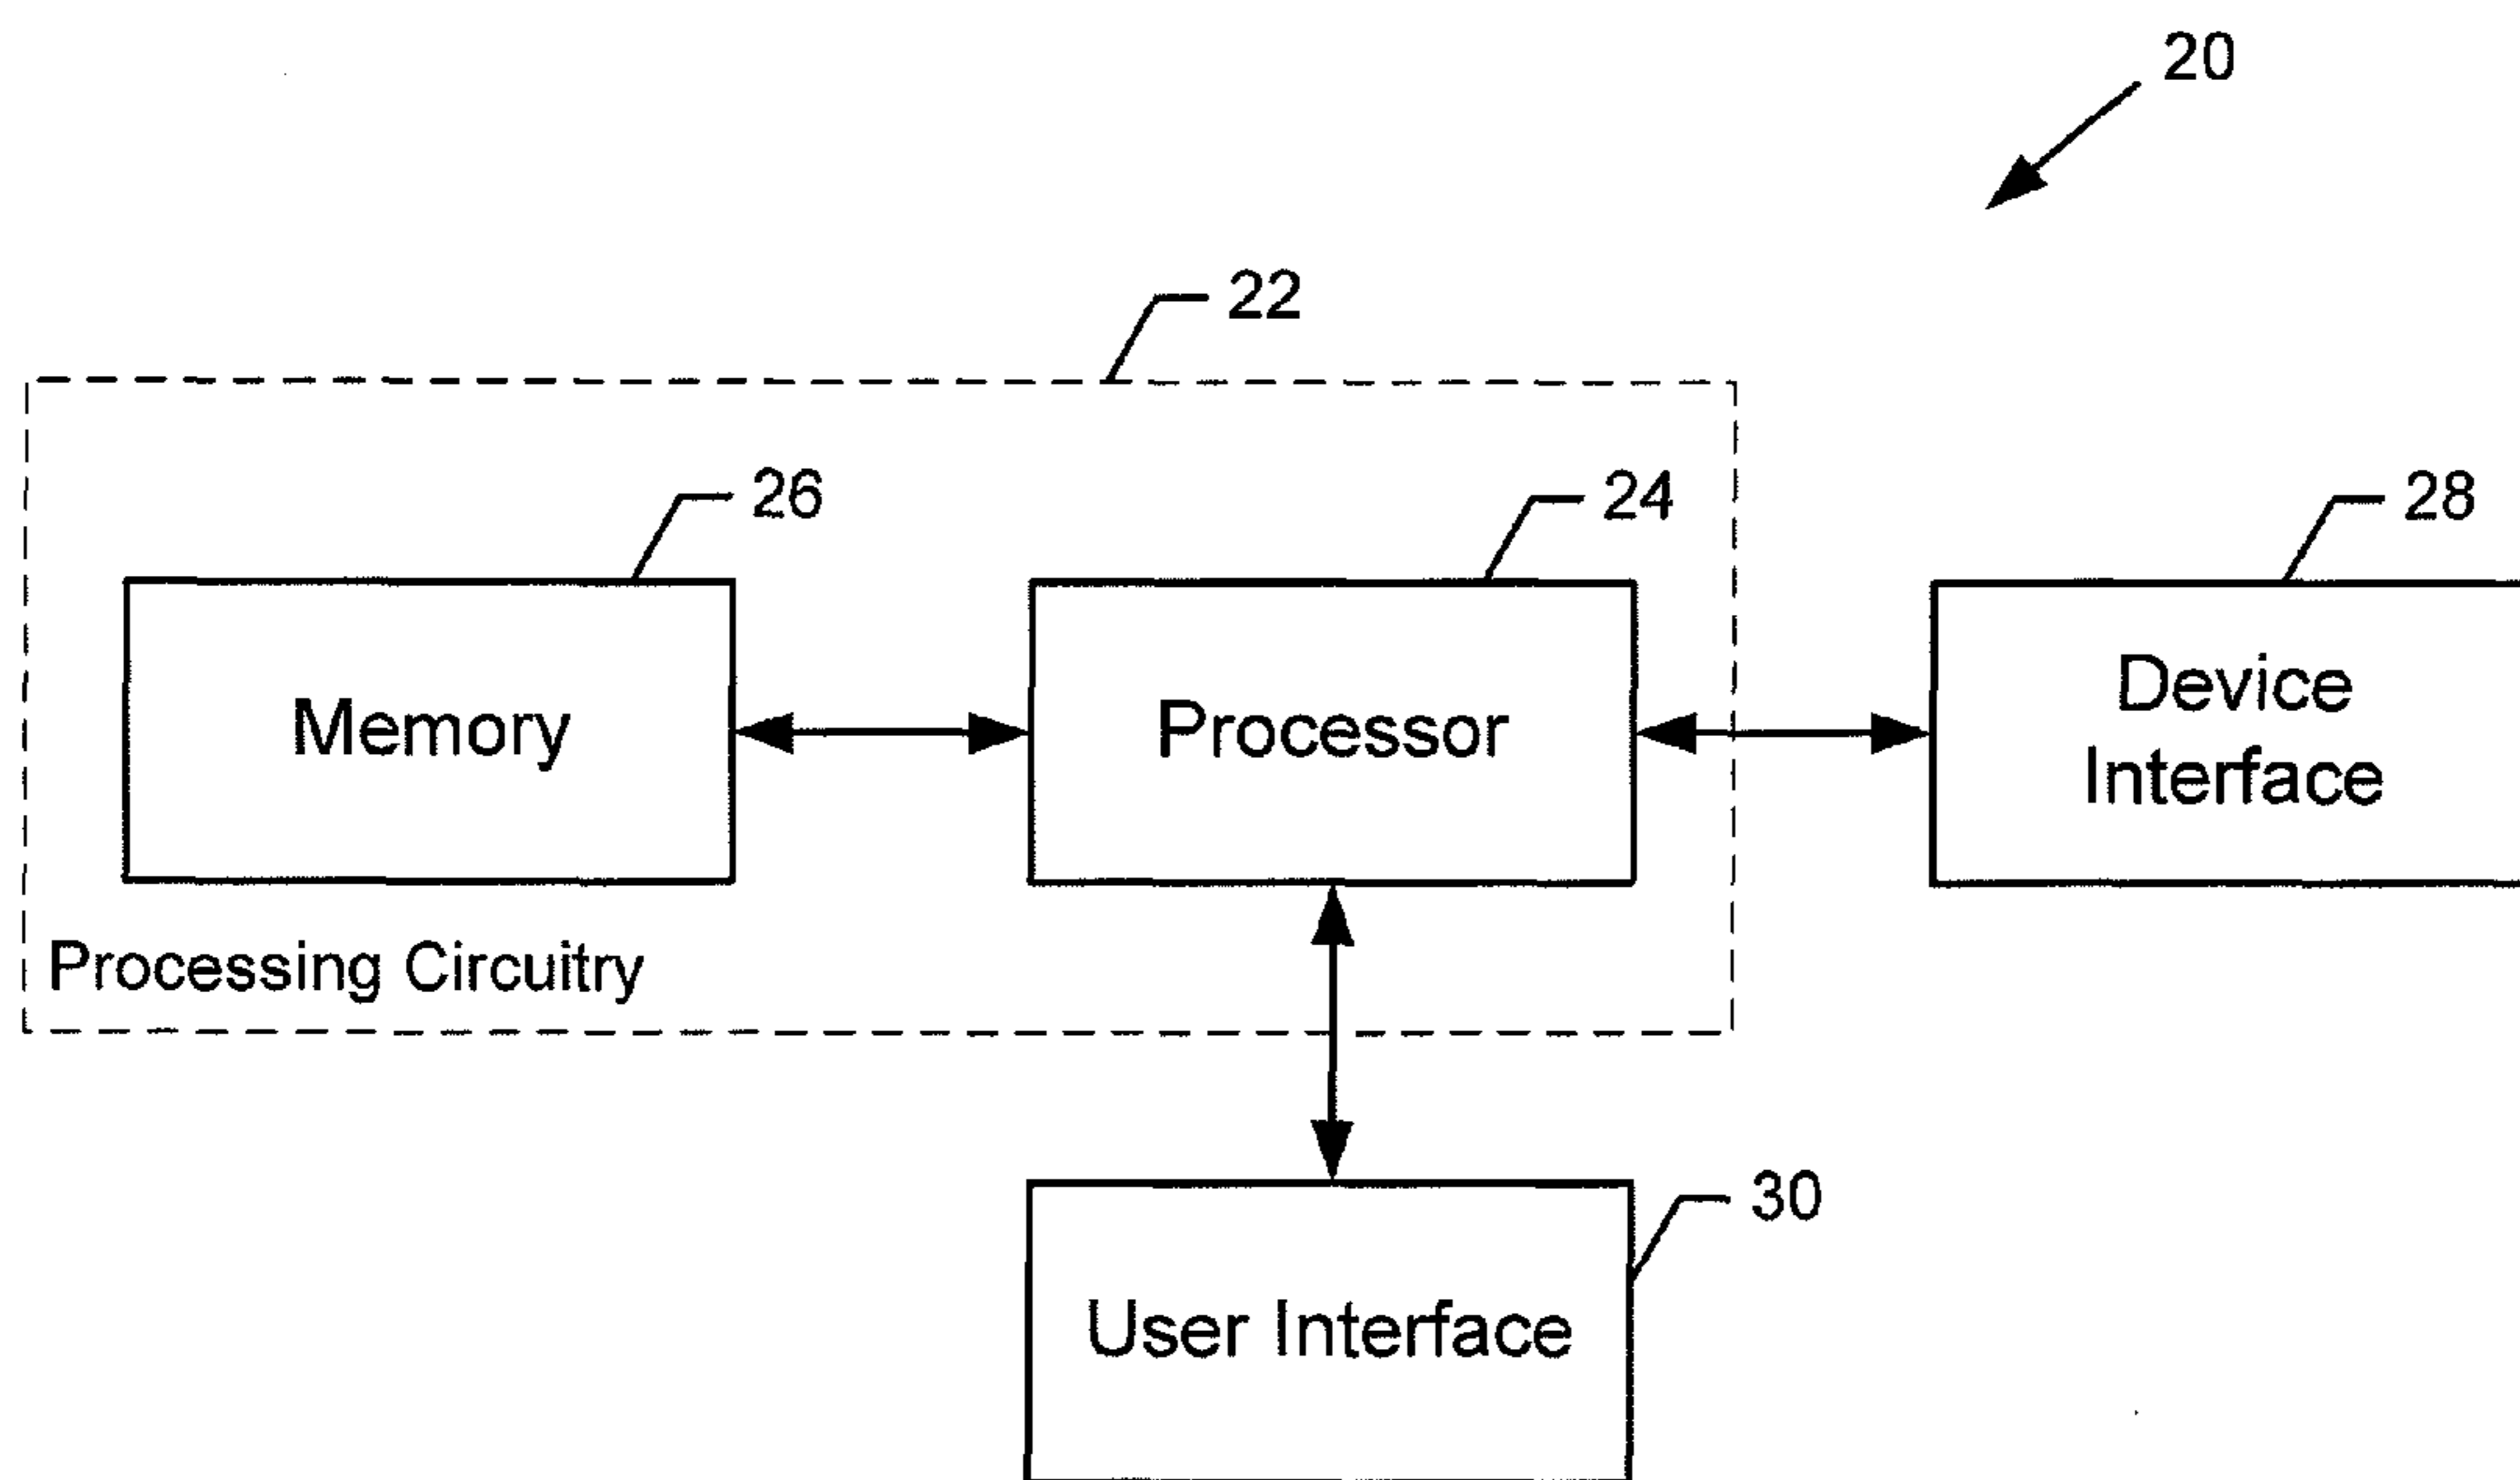 20
22
26
24
28
Memory
Processor
Device
Interface
Processing Circuitry
30
User Interface